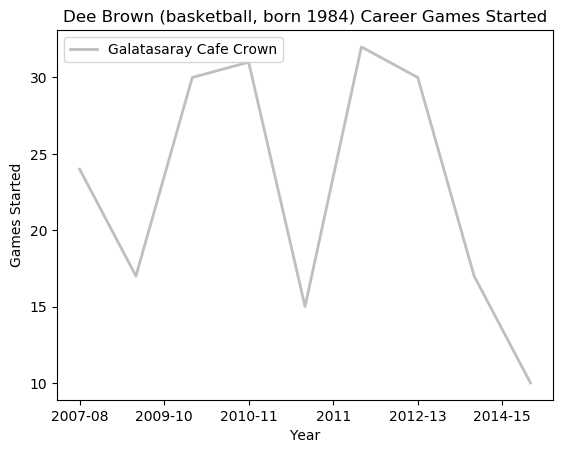 Dee Brown (basketball, born 1984) Career Games Started
Galatasaray Cafe Crown
30
25
20
15
10
Games Started
2007-08 2009-10 2010-11 2011 2012-13 2014-15
Year